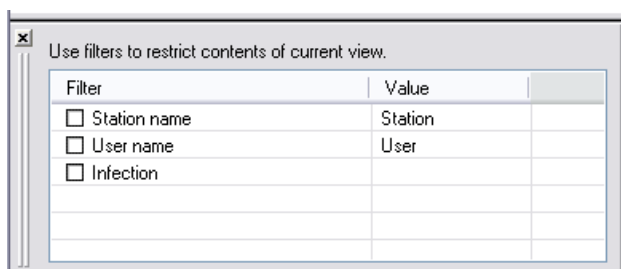 Use filters to restrict contents of current view.
Filter Value
Station name Station
User name User
Infection